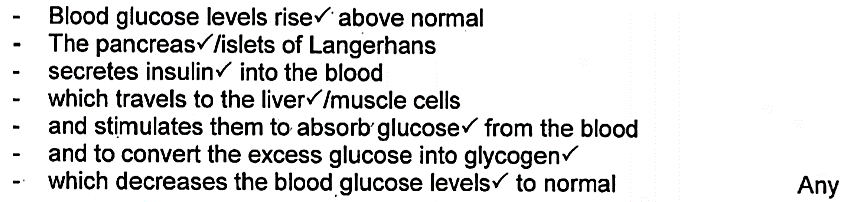 - Blood glucose levels rise✓ above normal
- The pancreas✓/islets of Langerhans
- secretes insulin✓ into the blood
- which travels to the liver✓/muscle cells
- and stimulates them to absorb glucose✓ from the blood
- and to convert the excess glucose into glycogen✓
- which decreases the blood glucose levels✓ to normal Any